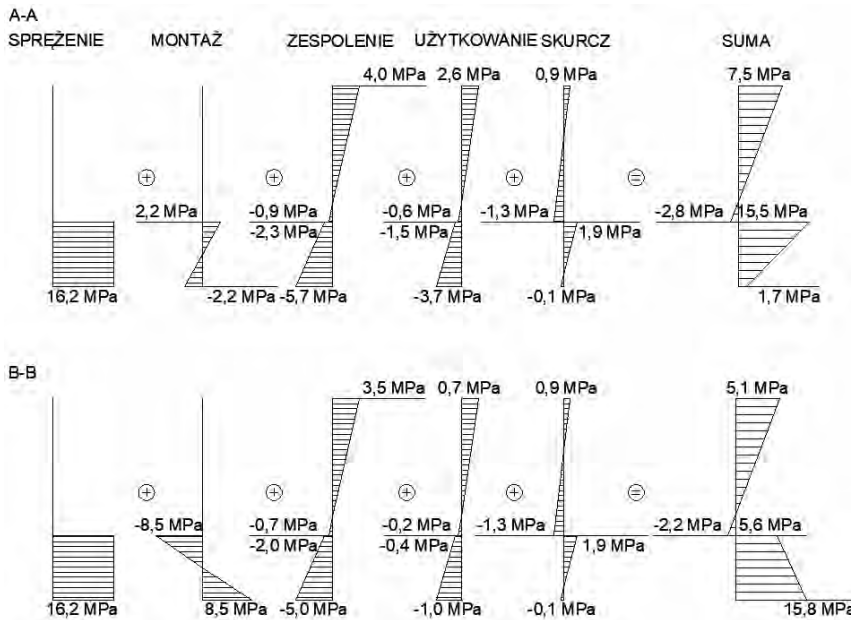 A-A
SPRĘŻENIE MONTAŻ ZESPOLENIE UŻYTKOWANIE SKURCZ SUMA
4,0 MPa 2,6 MPa 0,9 MPa 7,5 MPa
+ + + + =
2,2 MPa -0,9 MPa -0,6 MPa -1,3 MPa -2,8 MPa 15,5 MPa
-2,3 MPa -1,5 MPa 1,9 MPa
16,2 MPa -2,2 MPa -5,7 MPa -3,7 MPa -0,1 MPa 1,7 MPa
B-B
3,5 MPa 0,7 MPa 0,9 MPa 5,1 MPa
+ + + + =
-8,5 MPa -0,7 MPa -0,2 MPa -1,3 MPa -2,2 MPa 5,6 MPa
-2,0 MPa -0,4 MPa 1,9 MPa
16,2 MPa 8,5 MPa -5,0 MPa -1,0 MPa -0,1 MPa 15,8 MPa